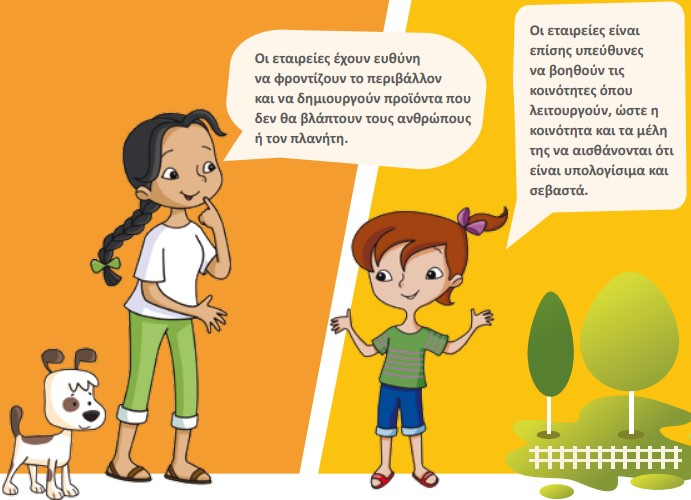 Οι εταιρείες έχουν ευθύνη
να φροντίζουν το περιβάλλον
και να δημιουργούν προϊόντα που
δεν θα βλάπτουν τους ανθρώπους
ή τον πλανήτη.
Οι εταιρείες είναι
επίσης υπεύθυνες
να βοηθούν τις
κοινότητες όπου
λειτουργούν, ώστε η
κοινότητα και τα μέλη
της να αισθάνονται ότι
είναι υπολογίσιμα και
σεβαστά.